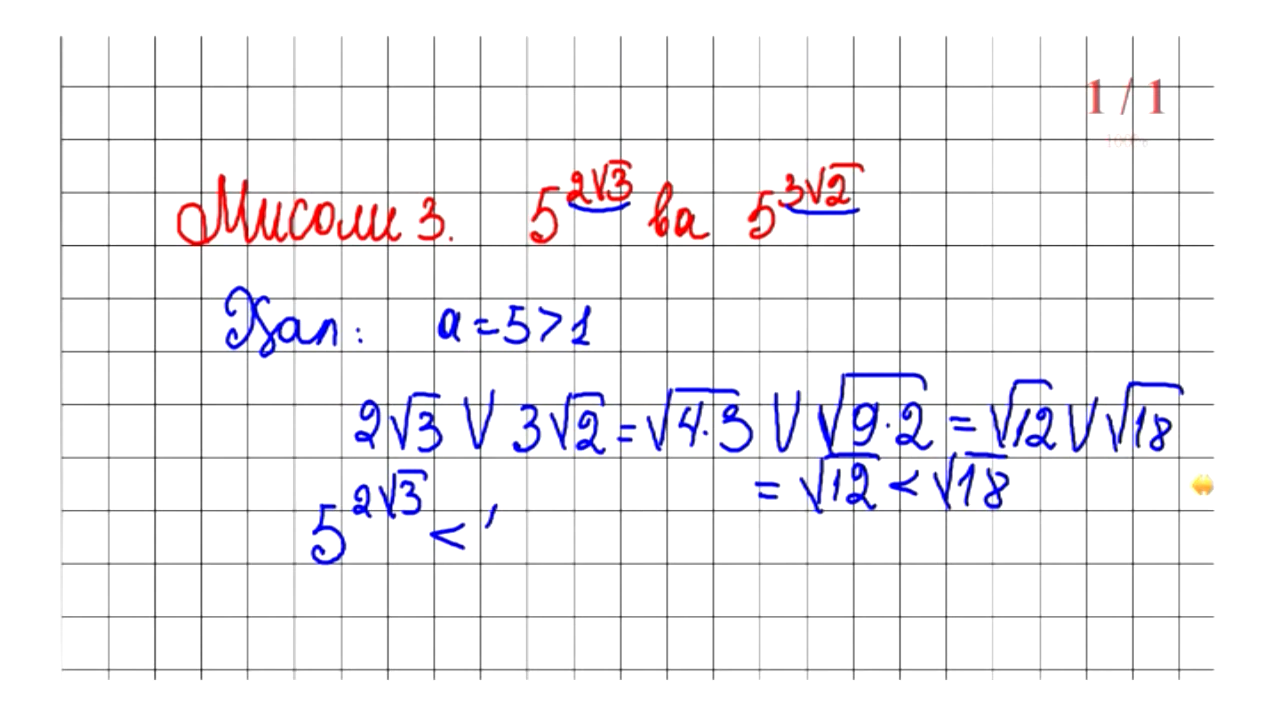 1 / 1
100%
Мисоли 3. 5^{2√3} ва 5^{3√2}
Ҳал: a = 5 > 1
2√3 V 3√2 = √4·3 V √9·2 = √12 V √18
= √12 < √18
5^{2√3} <